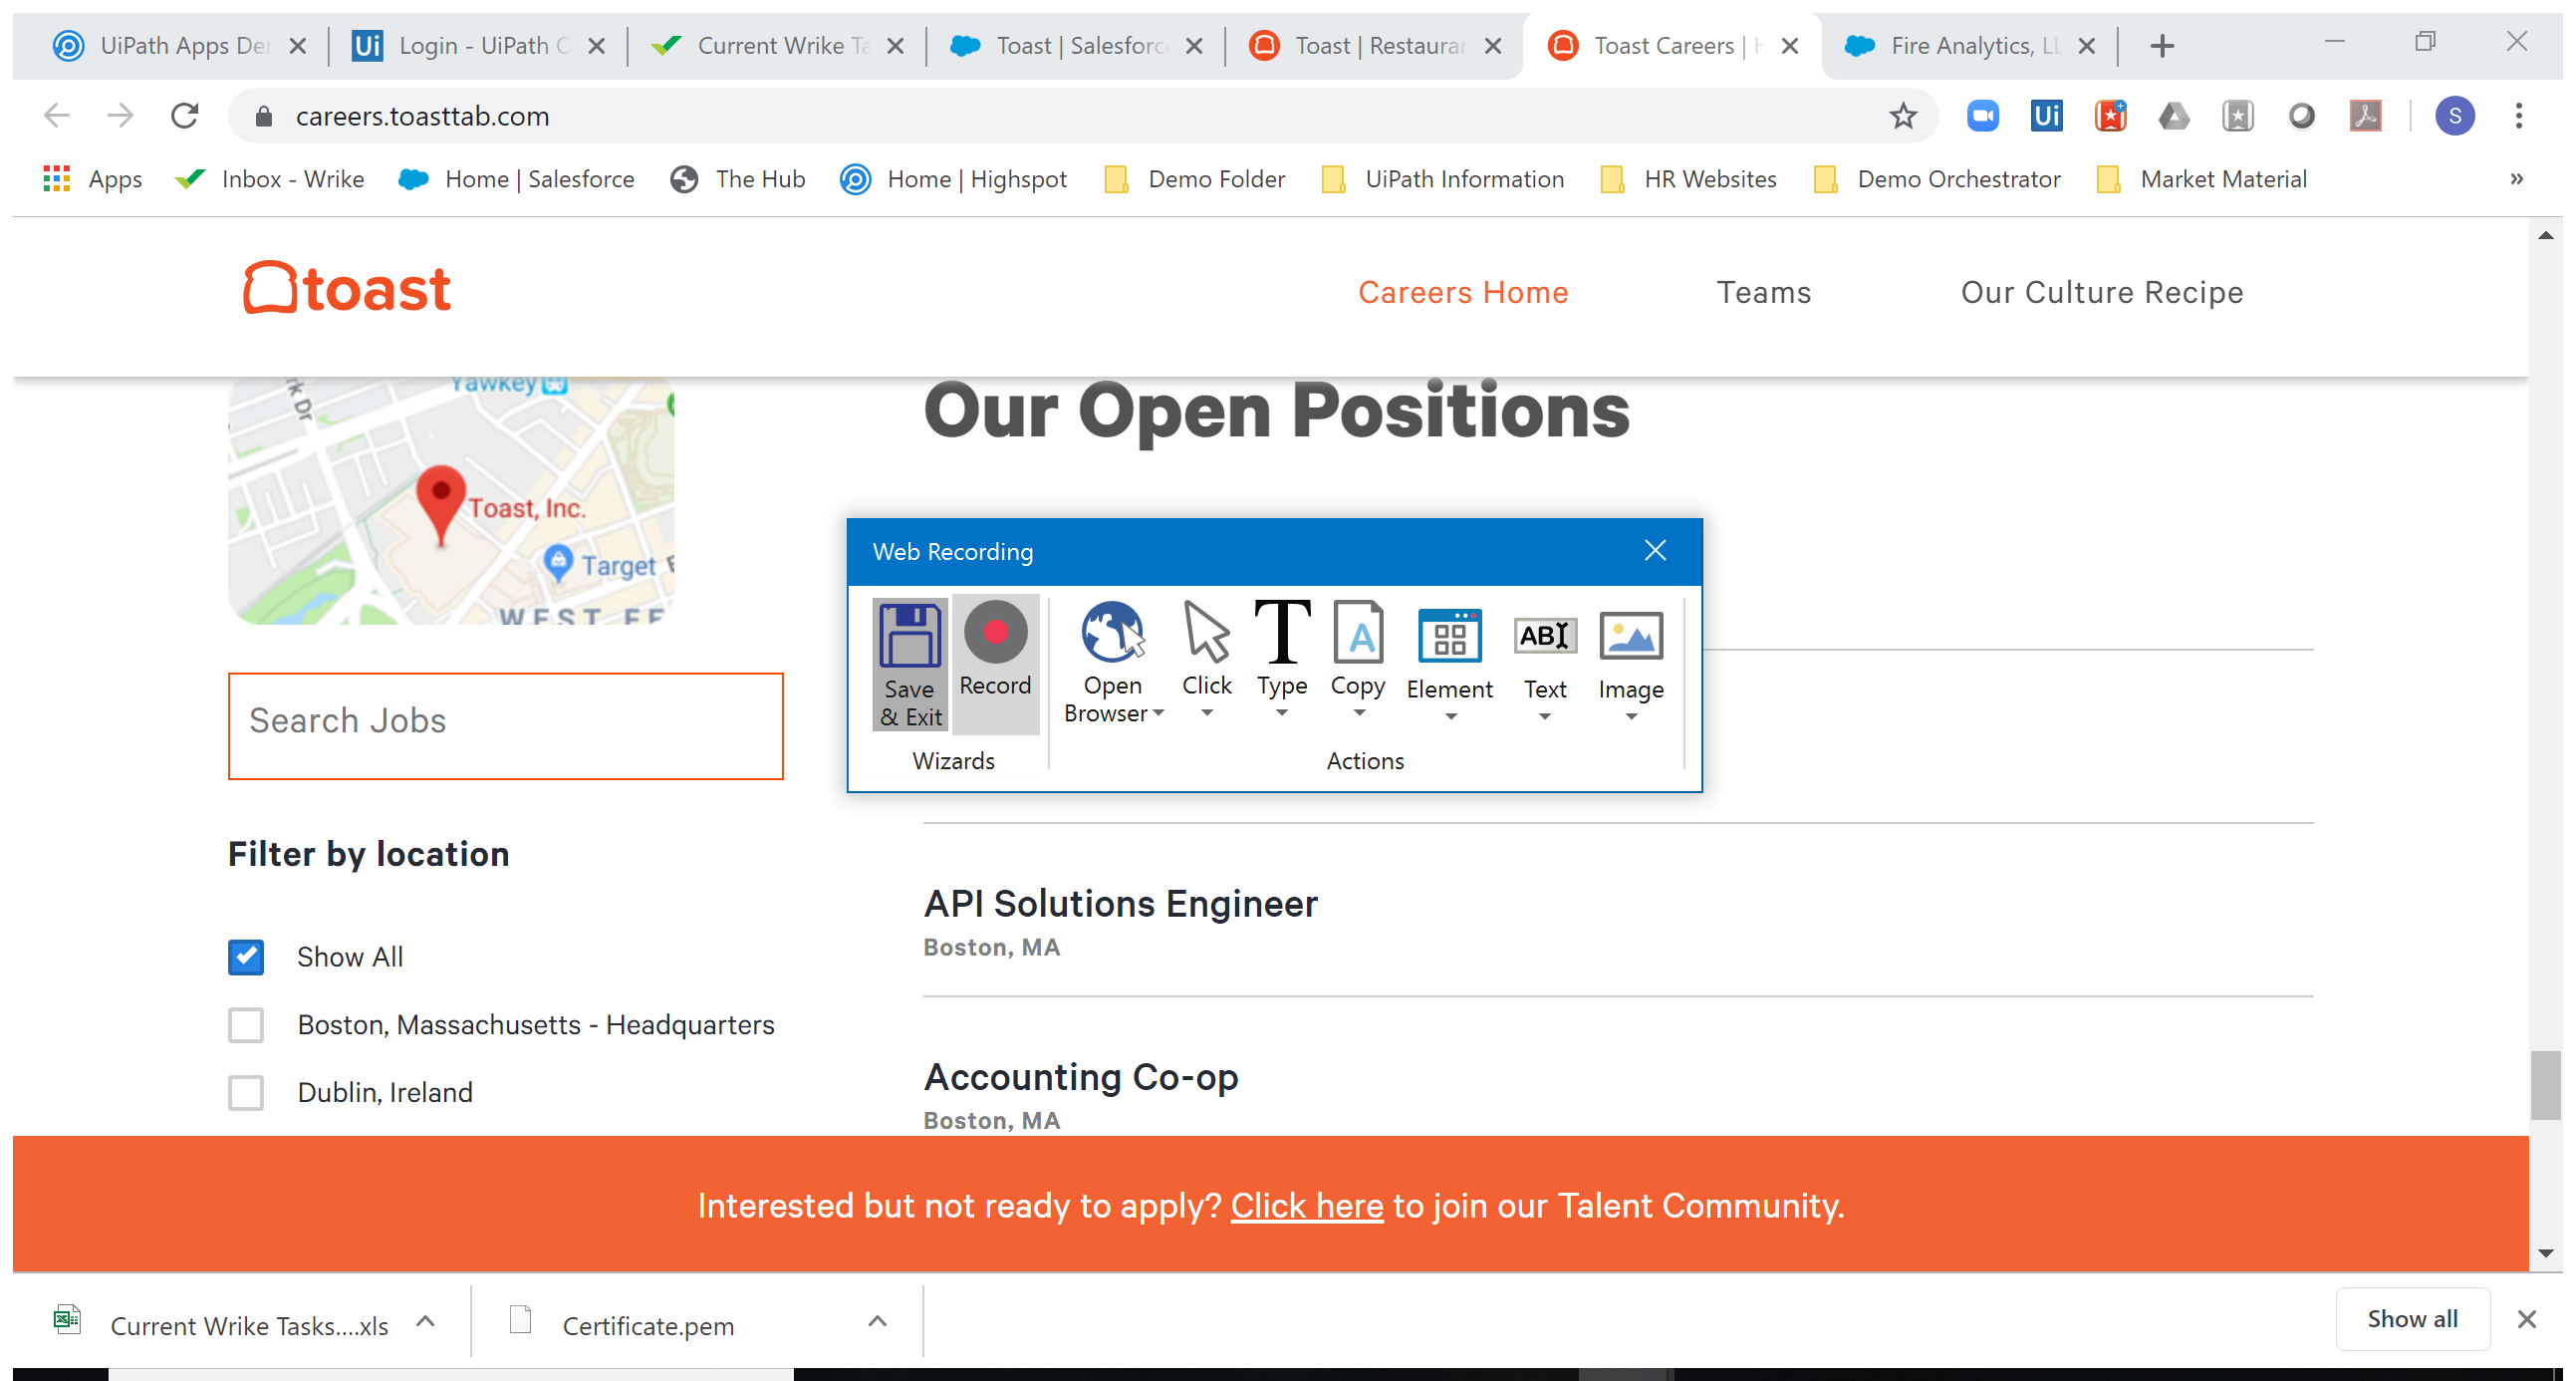 UiPath Apps De
Login - UiPath
Current Wrike Ta
Toast | Salesforc
Toast | Restaurar
Toast Careers |
Fire Analytics, LL
careers.toasttab.com
Ui
S
Apps
Inbox - Wrike
Home | Salesforce
The Hub
Home | Highspot
Demo Folder
UiPath Information
HR Websites
Demo Orchestrator
Market Material
»
toast
Careers Home
Teams
Our Culture Recipe
Yawkey
rk Dr
Toast, Inc.
Target
WEST FE
Our Open Positions
Web Recording
Save
& Exit
Record
Open
Browser
Click
Type
Copy
Element
Text
Image
Wizards
Actions
Search Jobs
Filter by location
Show All
Boston, Massachusetts - Headquarters
Dublin, Ireland
API Solutions Engineer
Boston, MA
Accounting Co-op
Boston, MA
Interested but not ready to apply? Click here to join our Talent Community.
Current Wrike Tasks....xls
Certificate.pem
Show all